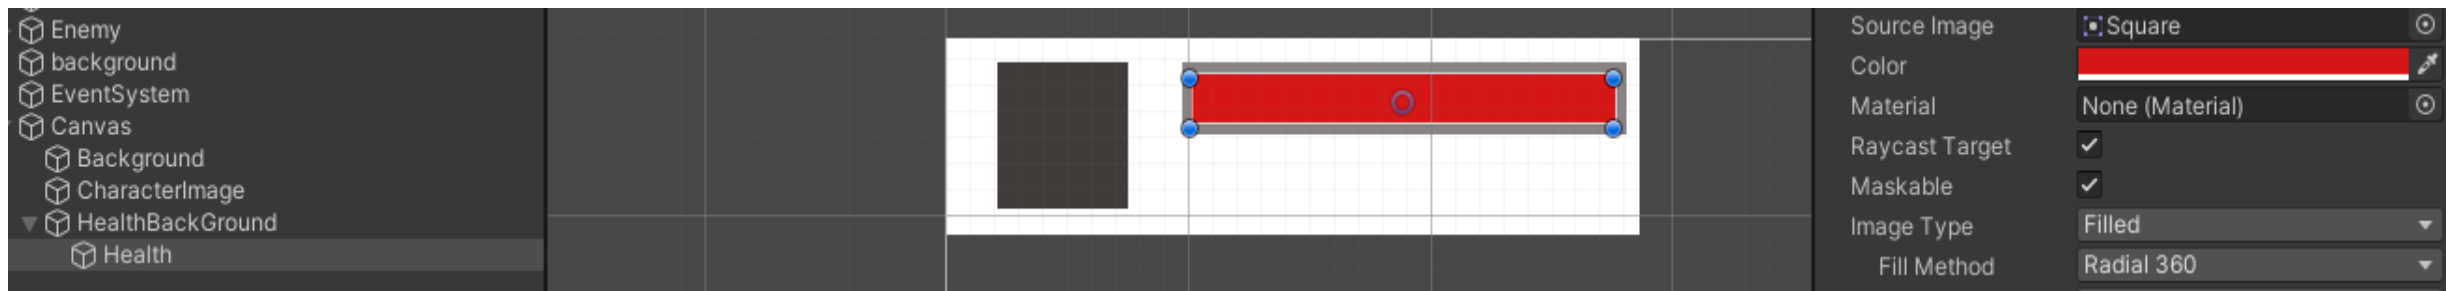 Enemy
background
EventSystem
Canvas
Background
CharacterImage
HealthBackGround
Health
Source Image Square
Color
Material None (Material)
Raycast Target
Maskable
Image Type Filled
Fill Method Radial 360